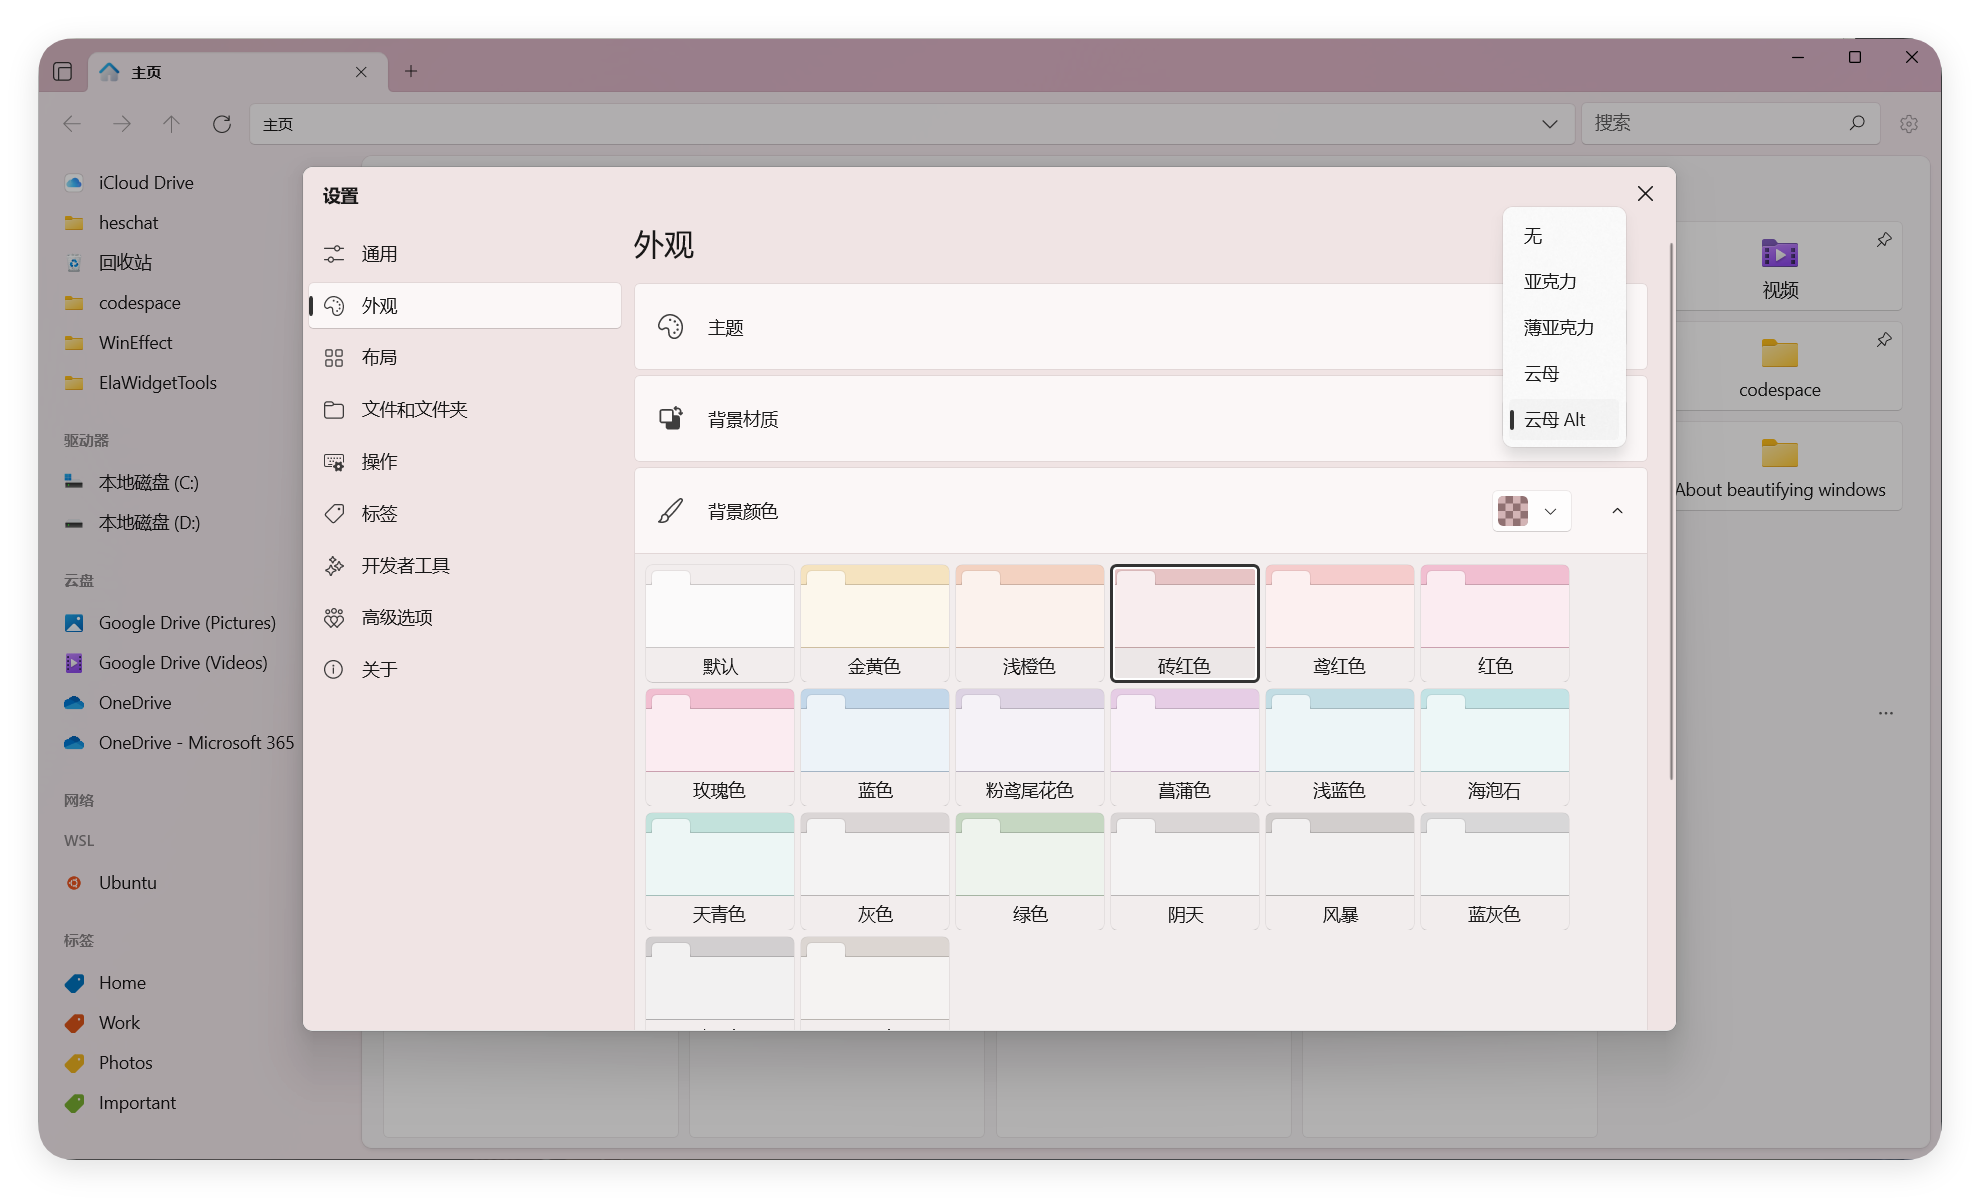 主页
主页
搜索
iCloud Drive
heschat
回收站
codespace
WinEffect
ElaWidgetTools
驱动器
本地磁盘 (C:)
本地磁盘 (D:)
云盘
Google Drive (Pictures)
Google Drive (Videos)
OneDrive
OneDrive - Microsoft 365
网络
WSL
Ubuntu
标签
Home
Work
Photos
Important
设置
通用
外观
布局
文件和文件夹
操作
标签
开发者工具
高级选项
关于
外观
主题
背景材质
背景颜色
无
亚克力
薄亚克力
云母
云母 Alt
默认
金黄色
浅橙色
砖红色
鸢红色
红色
玫瑰色
蓝色
粉鸢尾花色
菖蒲色
浅蓝色
海泡石
天青色
灰色
绿色
阴天
风暴
蓝灰色
视频
codespace
About beautifying windows